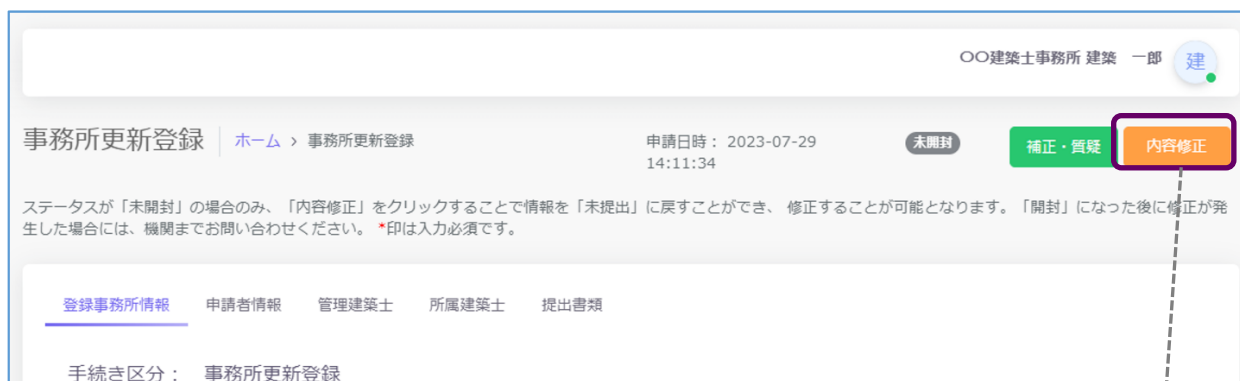 〇〇建築士事務所 建築　一郎
建
事務所更新登録 ホーム › 事務所更新登録 申請日時： 2023-07-29 14:11:34 未開封 補正・質疑 内容修正
ステータスが「未開封」の場合のみ、「内容修正」をクリックすることで情報を「未提出」に戻すことができ、 修正することが可能となります。「開封」になった後に修正が発
生した場合には、機関までお問い合わせください。 *印は入力必須です。
登録事務所情報 申請者情報 管理建築士 所属建築士 提出書類
手続き区分： 事務所更新登録